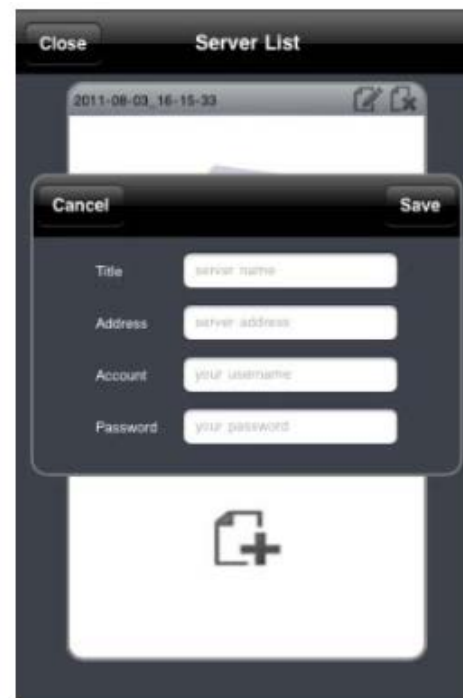 Close Server List
2011-08-03_16-15-33
Cancel Save
Title server name
Address server address
Account your username
Password your password